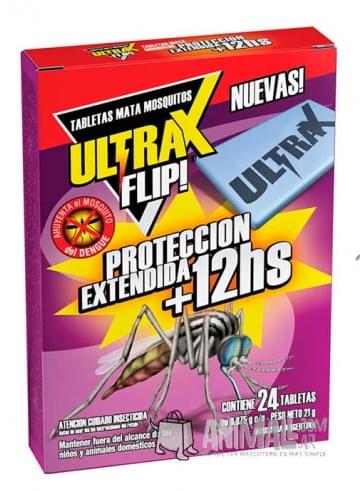 TABLETAS MATA MOSQUITOS
ULTRAX
FLIP!
NUEVAS!
ULTRAX
AHUYENTA el MOSQUITO
del DENGUE
PROTECCION
EXTENDIDA
+12hs
CONTIENE 24 TABLETAS
PESO NETO 21 g
ATENCION CUIDADO INSECTICIDA
Mantener fuera del alcance de los
niños y animales domésticos.
ANIMAL